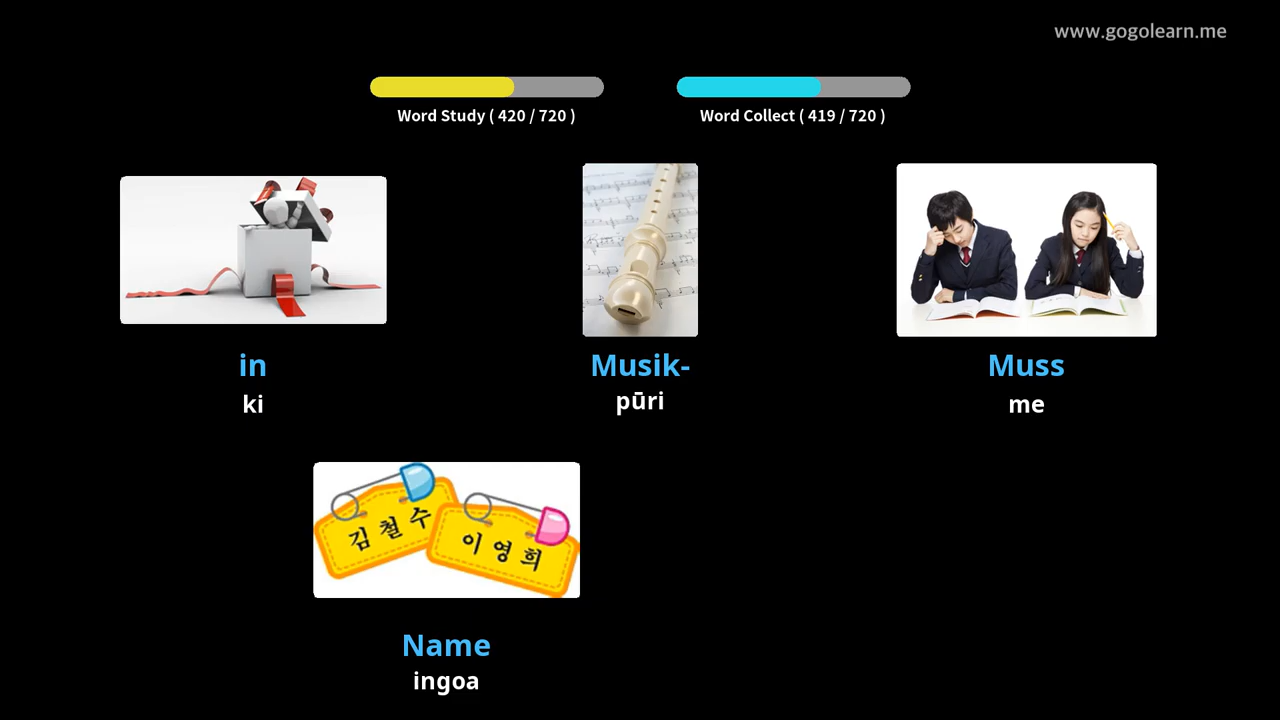 www.gogolearn.me
Word Study ( 420 / 720 )
Word Collect ( 419 / 720 )
in
ki
Musik-
pūri
Muss
me
김철수
이영희
Name
ingoa